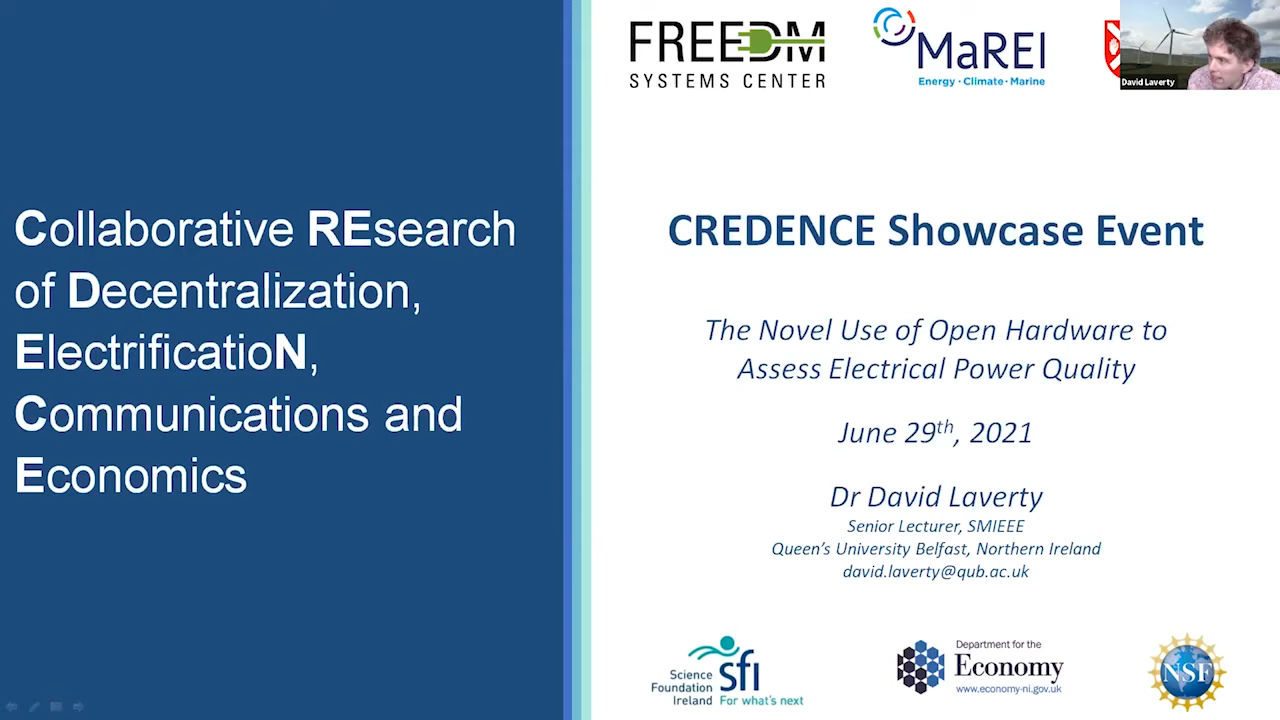 FREEDM
SYSTEMS CENTER
MaREI
Energy · Climate · Marine
David Laverty
Collaborative REsearch
of Decentralization,
ElectrificatioN,
Communications and
Economics
CREDENCE Showcase Event
The Novel Use of Open Hardware to
Assess Electrical Power Quality
June 29th, 2021
Dr David Laverty
Senior Lecturer, SMIEEE
Queen's University Belfast, Northern Ireland
david.laverty@qub.ac.uk
Science
Foundation
Ireland
sfi
For what's next
Department for the
Economy
www.economy-ni.gov.uk
NSF